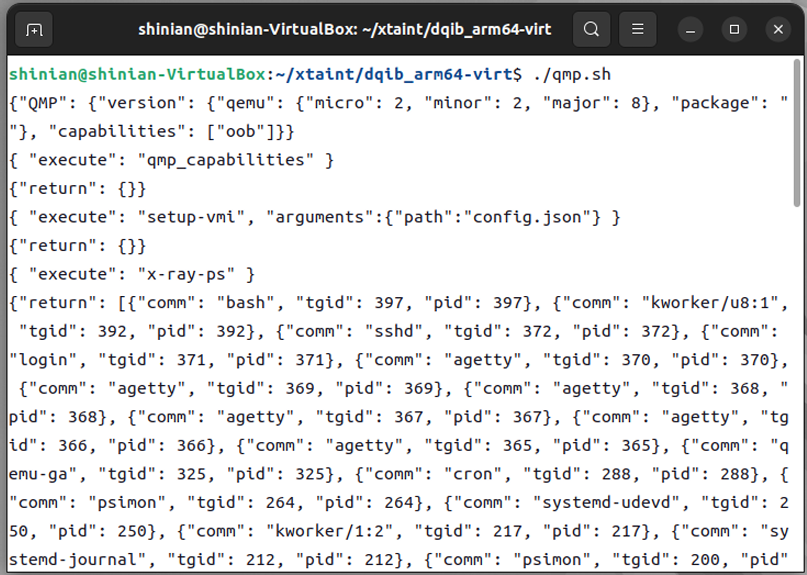 shinian@shinian-VirtualBox: ~/xtaint/dqib_arm64-virt
shinian@shinian-VirtualBox:~/xtaint/dqib_arm64-virt$ ./qmp.sh
{"QMP": {"version": {"qemu": {"micro": 2, "minor": 2, "major": 8}, "package": "
"}, "capabilities": ["oob"]}}
{ "execute": "qmp_capabilities" }
{"return": {}}
{ "execute": "setup-vmi", "arguments":{"path":"config.json"} }
{"return": {}}
{ "execute": "x-ray-ps" }
{"return": [{"comm": "bash", "tgid": 397, "pid": 397}, {"comm": "kworker/u8:1",
 "tgid": 392, "pid": 392}, {"comm": "sshd", "tgid": 372, "pid": 372}, {"comm":
"login", "tgid": 371, "pid": 371}, {"comm": "agetty", "tgid": 370, "pid": 370},
 {"comm": "agetty", "tgid": 369, "pid": 369}, {"comm": "agetty", "tgid": 368, "
pid": 368}, {"comm": "agetty", "tgid": 367, "pid": 367}, {"comm": "agetty", "tg
id": 366, "pid": 366}, {"comm": "agetty", "tgid": 365, "pid": 365}, {"comm": "q
emu-ga", "tgid": 325, "pid": 325}, {"comm": "cron", "tgid": 288, "pid": 288}, {
"comm": "psimon", "tgid": 264, "pid": 264}, {"comm": "systemd-udevd", "tgid": 2
50, "pid": 250}, {"comm": "kworker/1:2", "tgid": 217, "pid": 217}, {"comm": "sy
stemd-journal", "tgid": 212, "pid": 212}, {"comm": "psimon", "tgid": 200, "pid"